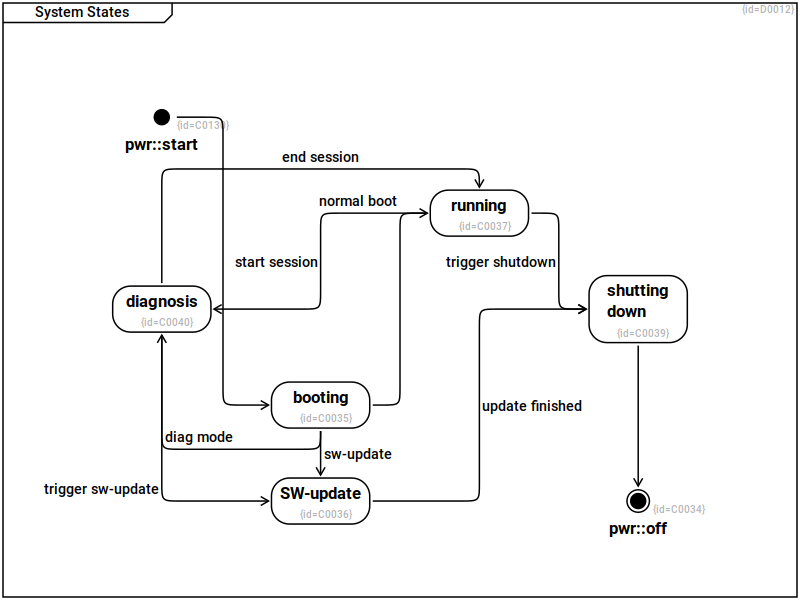 System States
{id=D0012}
{id=C0130}
pwr::start
end session
normal boot
running
{id=C0037}
start session
trigger shutdown
diagnosis
{id=C0040}
shutting
down
{id=C0039}
booting
{id=C0035}
update finished
diag mode
sw-update
trigger sw-update
SW-update
{id=C0036}
{id=C0034}
pwr::off